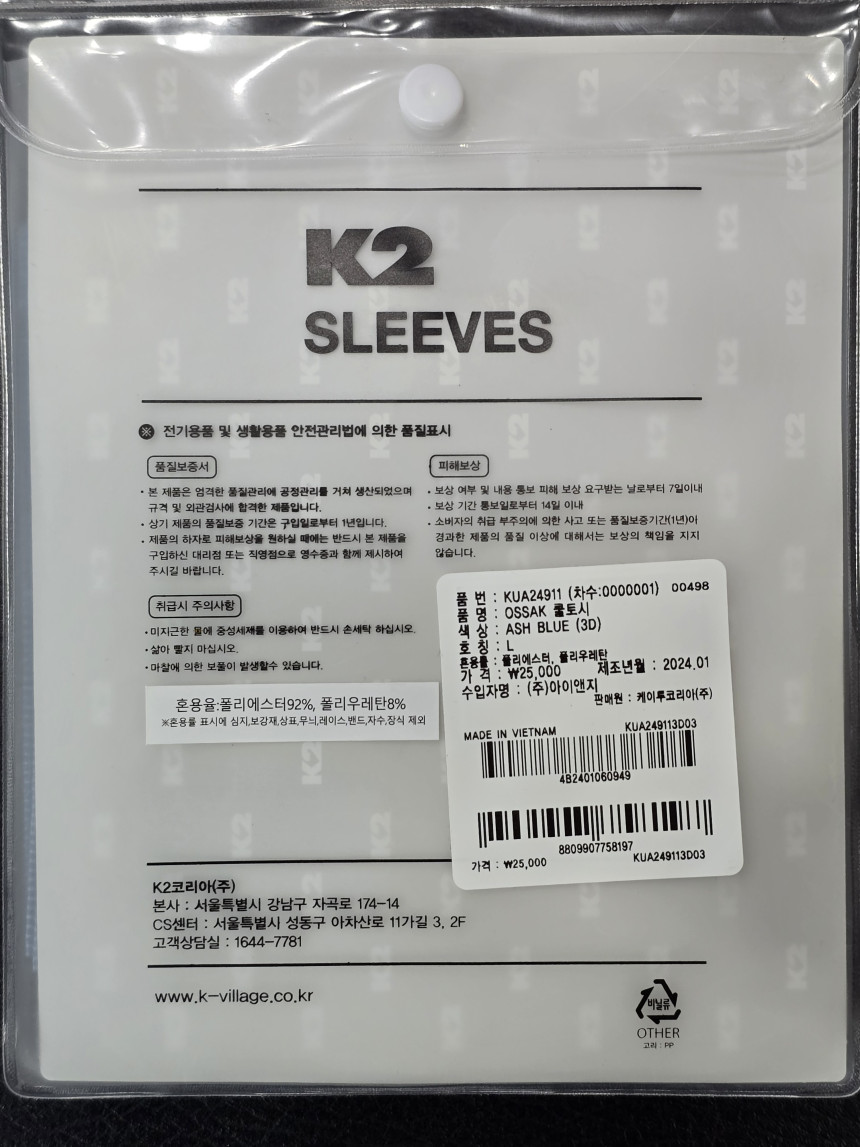 K2
SLEEVES
※ 전기용품 및 생활용품 안전관리법에 의한 품질표시
품질보증서
• 본 제품은 엄격한 품질관리에 공정관리를 거쳐 생산되었으며
규격 및 외관검사에 합격한 제품입니다.
• 상기 제품의 품질보증 기간은 구입일로부터 1년입니다.
• 제품의 하자로 피해보상을 원하실 때에는 반드시 본 제품을
구입하신 대리점 또는 직영점으로 영수증과 함께 제시하여
주시길 바랍니다.
피해보상
• 보상 여부 및 내용 통보 피해 보상 요구받는 날로부터 7일이내
• 보상 기간 통보일로부터 14일 이내
• 소비자의 취급 부주의에 의한 사고 또는 품질보증기간(1년)이
경과한 제품의 품질 이상에 대해서는 보상의 책임을 지지
않습니다.
취급시 주의사항
• 미지근한 물에 중성세제를 이용하여 반드시 손세탁 하십시오.
• 삶아 빨지 마십시오.
• 마찰에 의한 보풀이 발생할수 있습니다.
혼용율:폴리에스터92%, 폴리우레탄8%
※혼용률 표시에 심지,보강재,상표,무늬,레이스,밴드,자수,장식 제외
품 번 : KUA24911 (차수:0000001) 00498
품 명 : OSSAK 쿨토시
색 상 : ASH BLUE (3D)
호 칭 : L
혼용률 : 폴리에스터, 폴리우레탄
가 격 : ₩25,000 제조년월 : 2024.01
수입자명 : (주)아이앤지
판매원 : 케이투코리아(주)
MADE IN VIETNAM KUA249113D03
4B2401060949
8809907758197
가격 : ₩25,000 KUA249113D03
K2코리아(주)
본사 : 서울특별시 강남구 자곡로 174-14
CS센터 : 서울특별시 성동구 아차산로 11가길 3, 2F
고객상담실 : 1644-7781
www.k-village.co.kr
비닐류
OTHER
고리 : PP